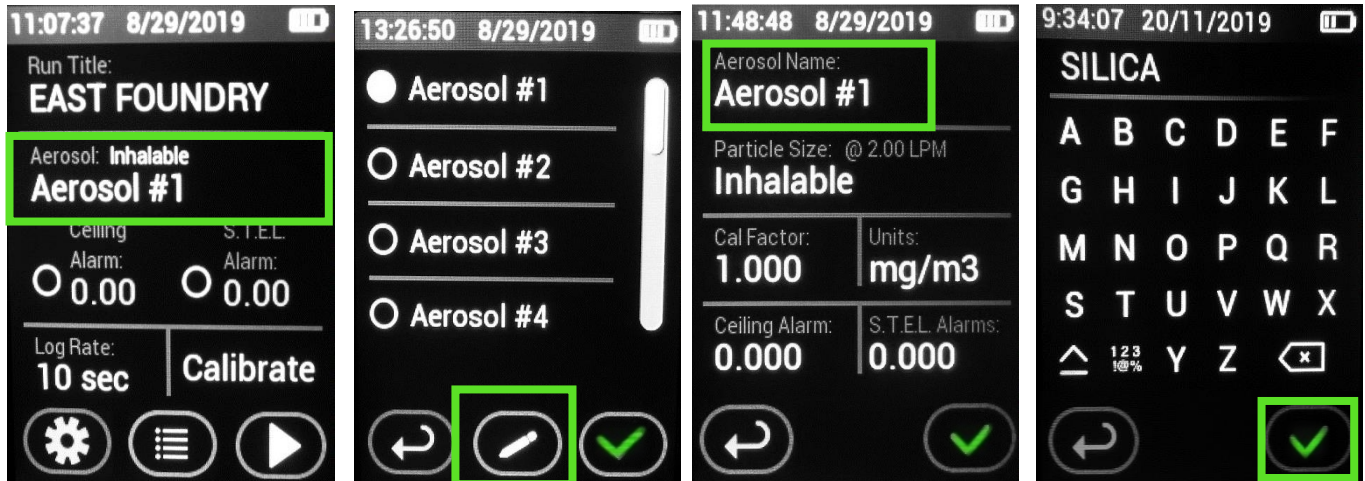 11:07:37 8/29/2019
Run Title:
EAST FOUNDRY
Aerosol: Inhalable
Aerosol #1
Ceiling S.T.E.L.
Alarm: Alarm:
0.00 0.00
Log Rate:
10 sec
Calibrate
13:26:50 8/29/2019
Aerosol #1
Aerosol #2
Aerosol #3
Aerosol #4
11:48:48 8/29/2019
Aerosol Name:
Aerosol #1
Particle Size: @ 2.00 LPM
Inhalable
Cal Factor: Units:
1.000 mg/m3
Ceiling Alarm: S.T.E.L. Alarms:
0.000 0.000
9:34:07 20/11/2019
SILICA
A B C D E F
G H I J K L
M N O P Q R
S T U V W X
123
!@% Y Z